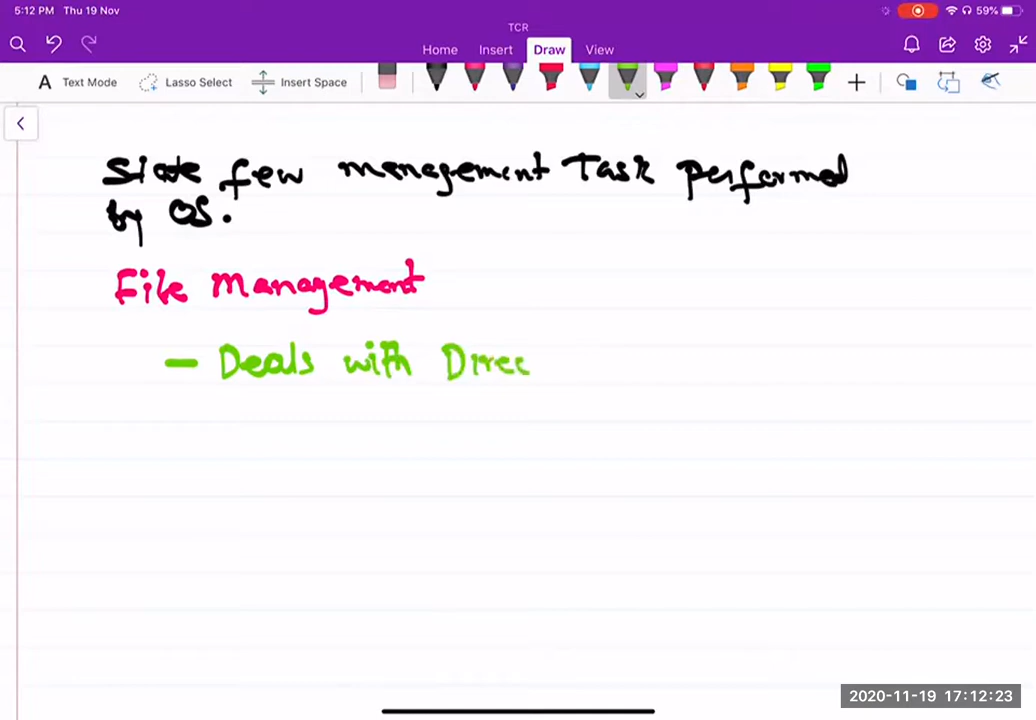 5:12 PM Thu 19 Nov
59%
TCR
Home Insert Draw View
A Text Mode Lasso Select Insert Space
State few management Task performed
by OS.
File Management
- Deals with Direc
2020-11-19 17:12:23